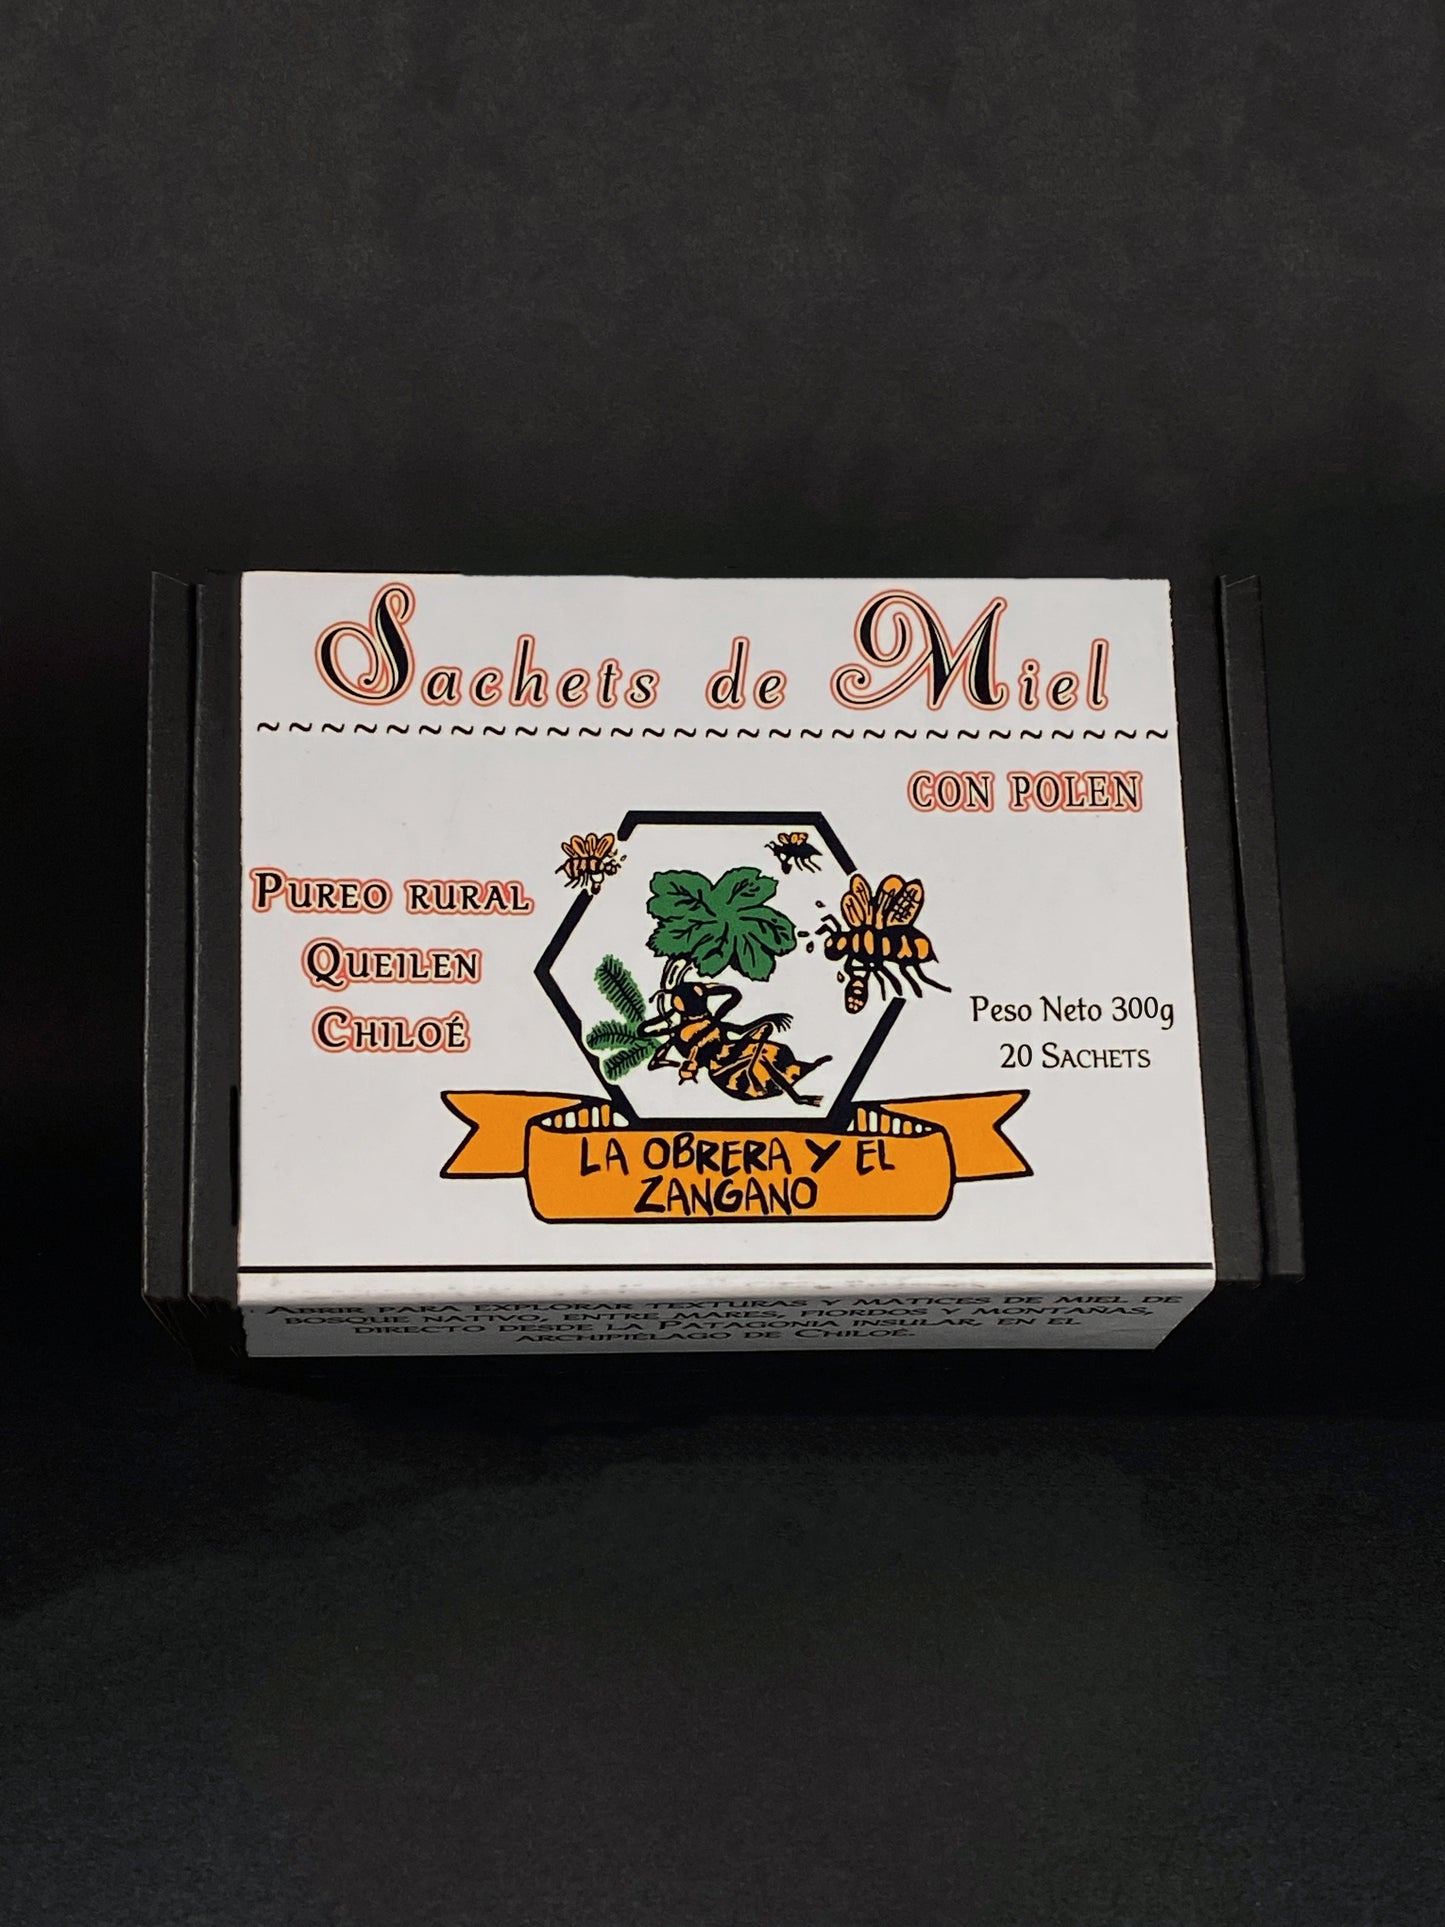 Sachets de Miel
~~~~~~~~~~~~~~~~~~~~~~~~~~~~~
CON POLEN
PUREO RURAL
QUEILEN
CHILOÉ
Peso Neto 300g
20 SACHETS
LA OBRERA Y EL
ZANGANO
ABRIR PARA EXPLORAR TEXTURAS Y MATICES DE MIEL DE
BOSQUE NATIVO, ENTRE MARES, FIORDOS Y MONTAÑAS,
DIRECTO DESDE LA PATAGONIA INSULAR, EN EL
ARCHIPIÉLAGO DE CHILOÉ.